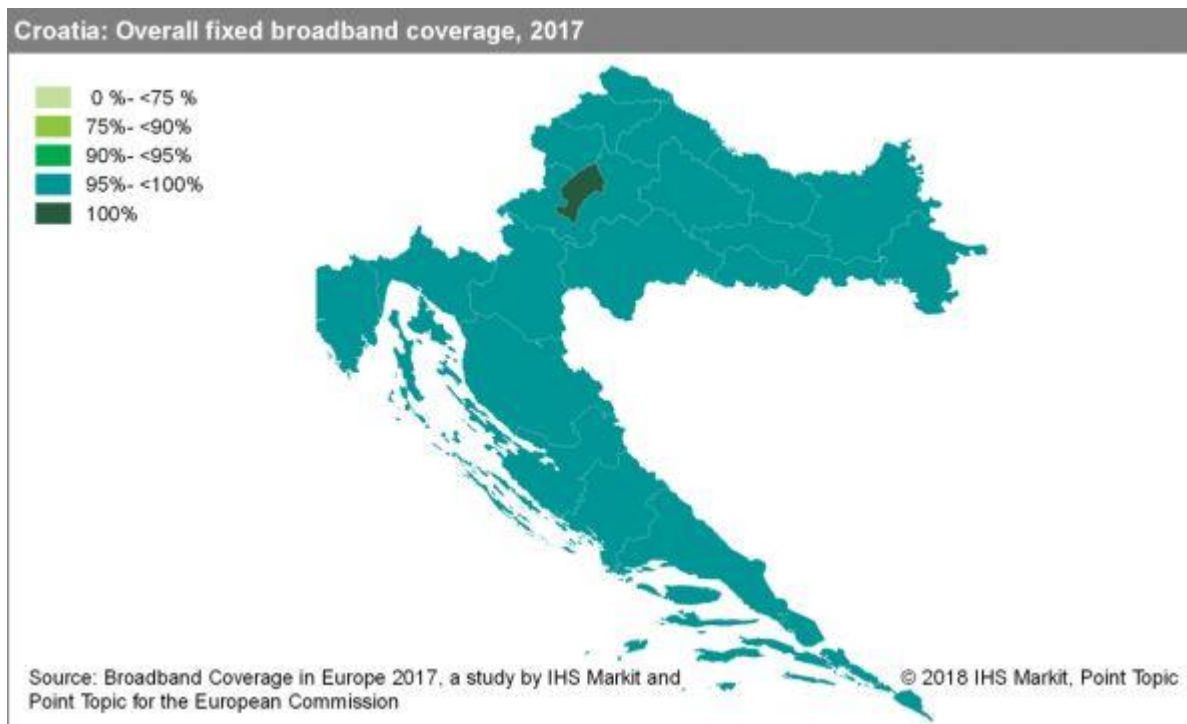 Croatia: Overall fixed broadband coverage, 2017
0 %- <75 %
75%- <90%
90%- <95%
95%- <100%
100%
Source: Broadband Coverage in Europe 2017, a study by IHS Markit and
Point Topic for the European Commission
© 2018 IHS Markit, Point Topic